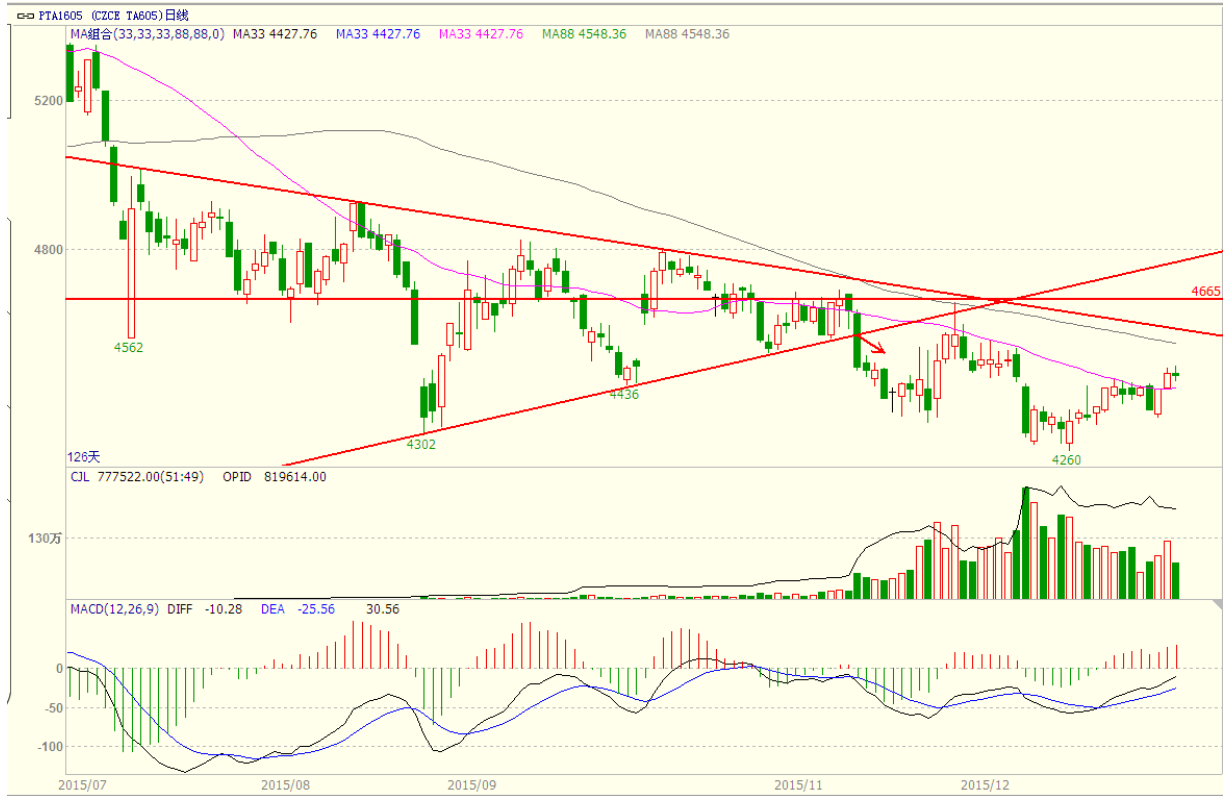 PTA1605 (CZCE TA605)日线
MA组合(33,33,33,88,88,0) MA33 4427.76 MA33 4427.76 MA33 4427.76 MA88 4548.36 MA88 4548.36
5200
4800
4665
4562
4436
4302
4260
126天
CJL 777522.00(51:49) OPID 819614.00
130万
MACD(12,26,9) DIFF -10.28 DEA -25.56 30.56
0
-50
-100
2015/07 2015/08 2015/09 2015/11 2015/12